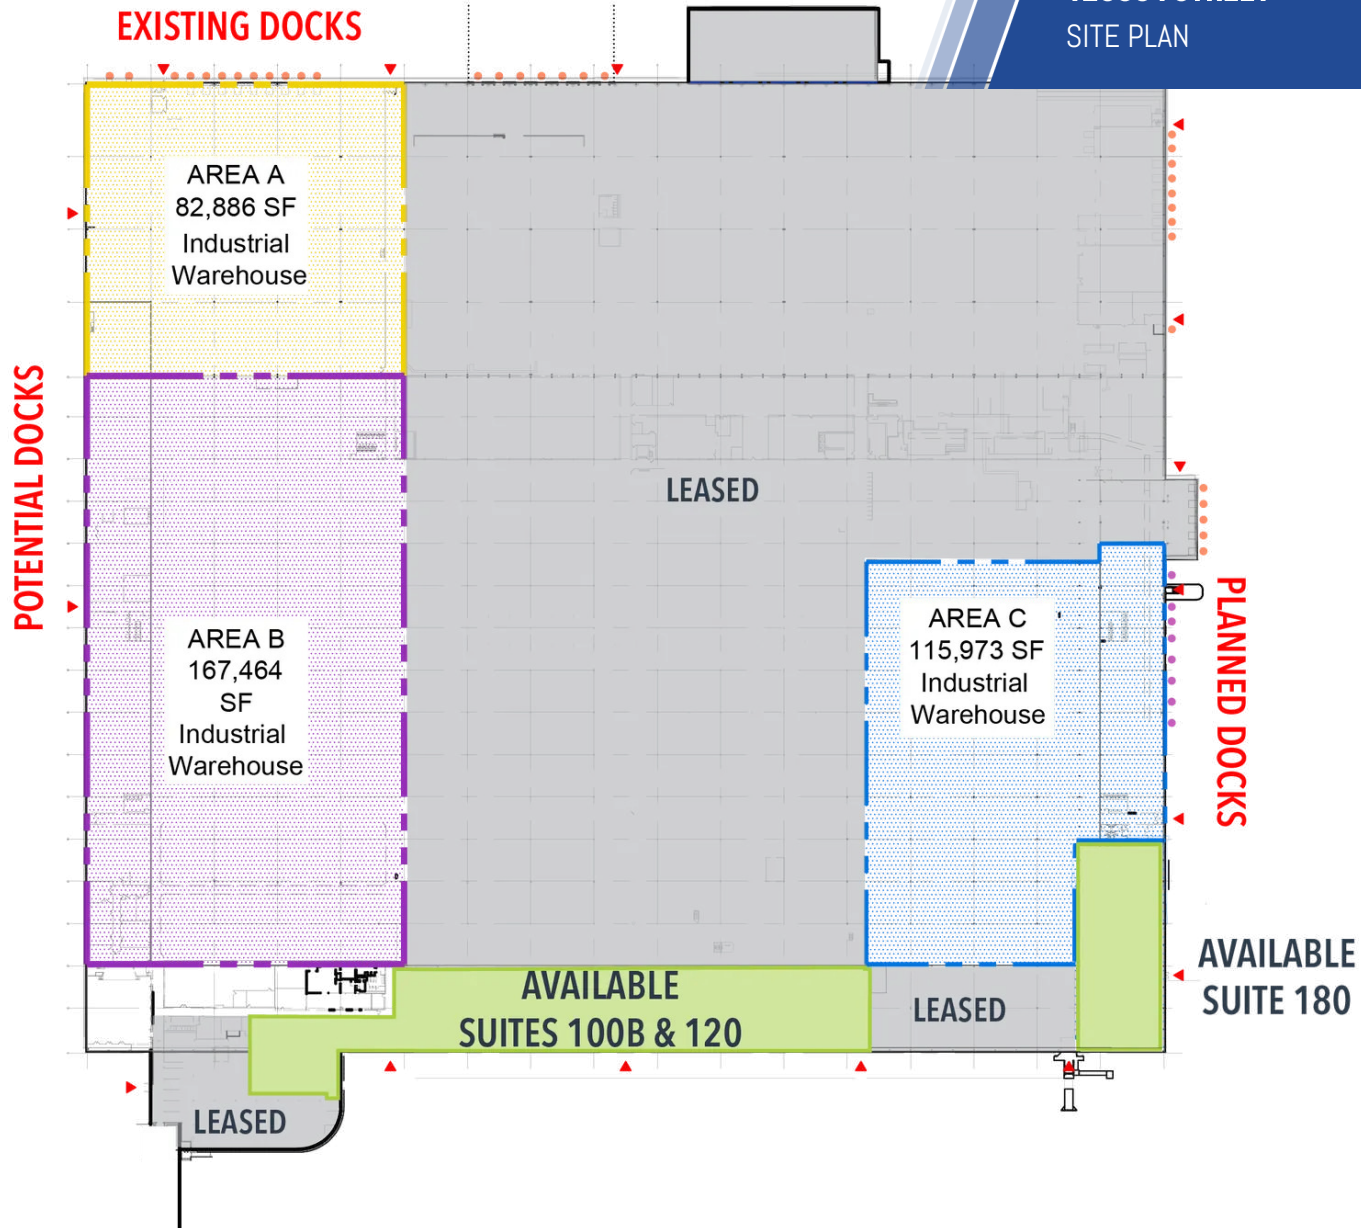 SITE PLAN
EXISTING DOCKS
AREA A
82,886 SF
Industrial
Warehouse
POTENTIAL DOCKS
LEASED
AREA B
167,464
SF
Industrial
Warehouse
AREA C
115,973 SF
Industrial
Warehouse
PLANNED DOCKS
AVAILABLE
SUITES 100B & 120
LEASED
AVAILABLE
SUITE 180
LEASED